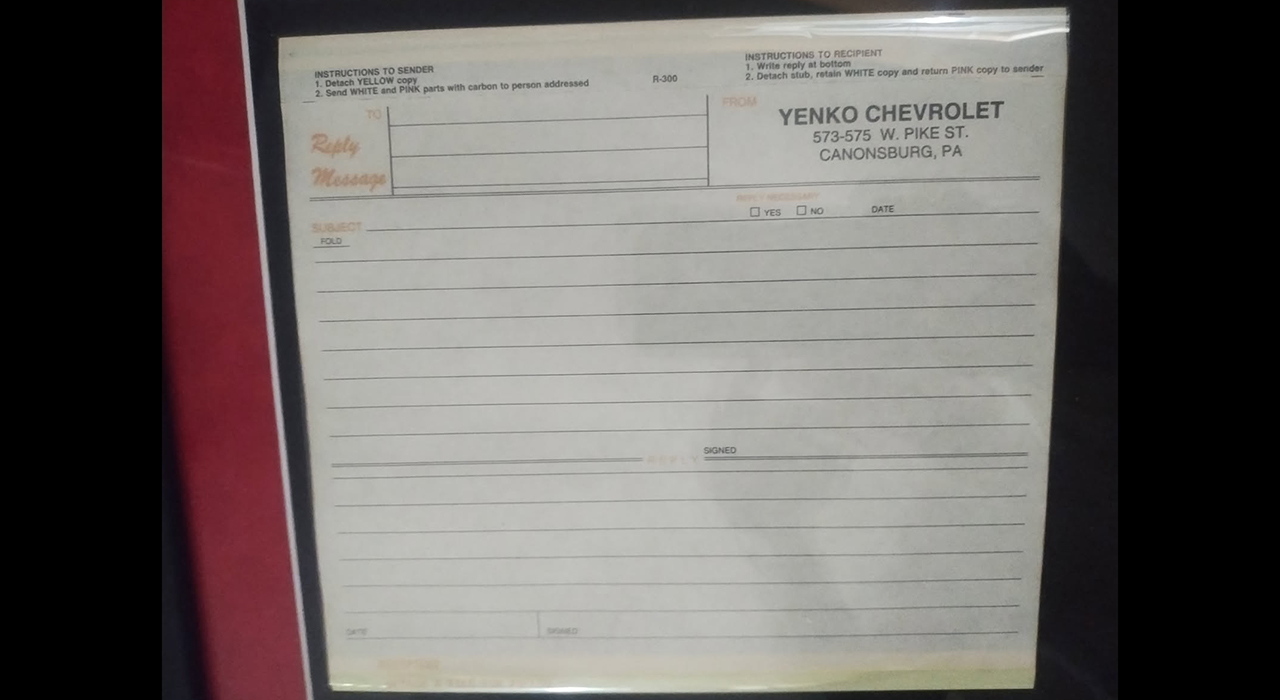 INSTRUCTIONS TO SENDER
1. Detach YELLOW copy
2. Send WHITE and PINK parts with carbon to person addressed
R-300
INSTRUCTIONS TO RECIPIENT
1. Write reply at bottom
2. Detach stub, retain WHITE copy and return PINK copy to sender
TO
Reply
Message
FROM
YENKO CHEVROLET
573-575 W. PIKE ST.
CANONSBURG, PA
REPLY NECESSARY
YES NO DATE
SUBJECT
FOLD
SIGNED
REPLY
DATE SIGNED